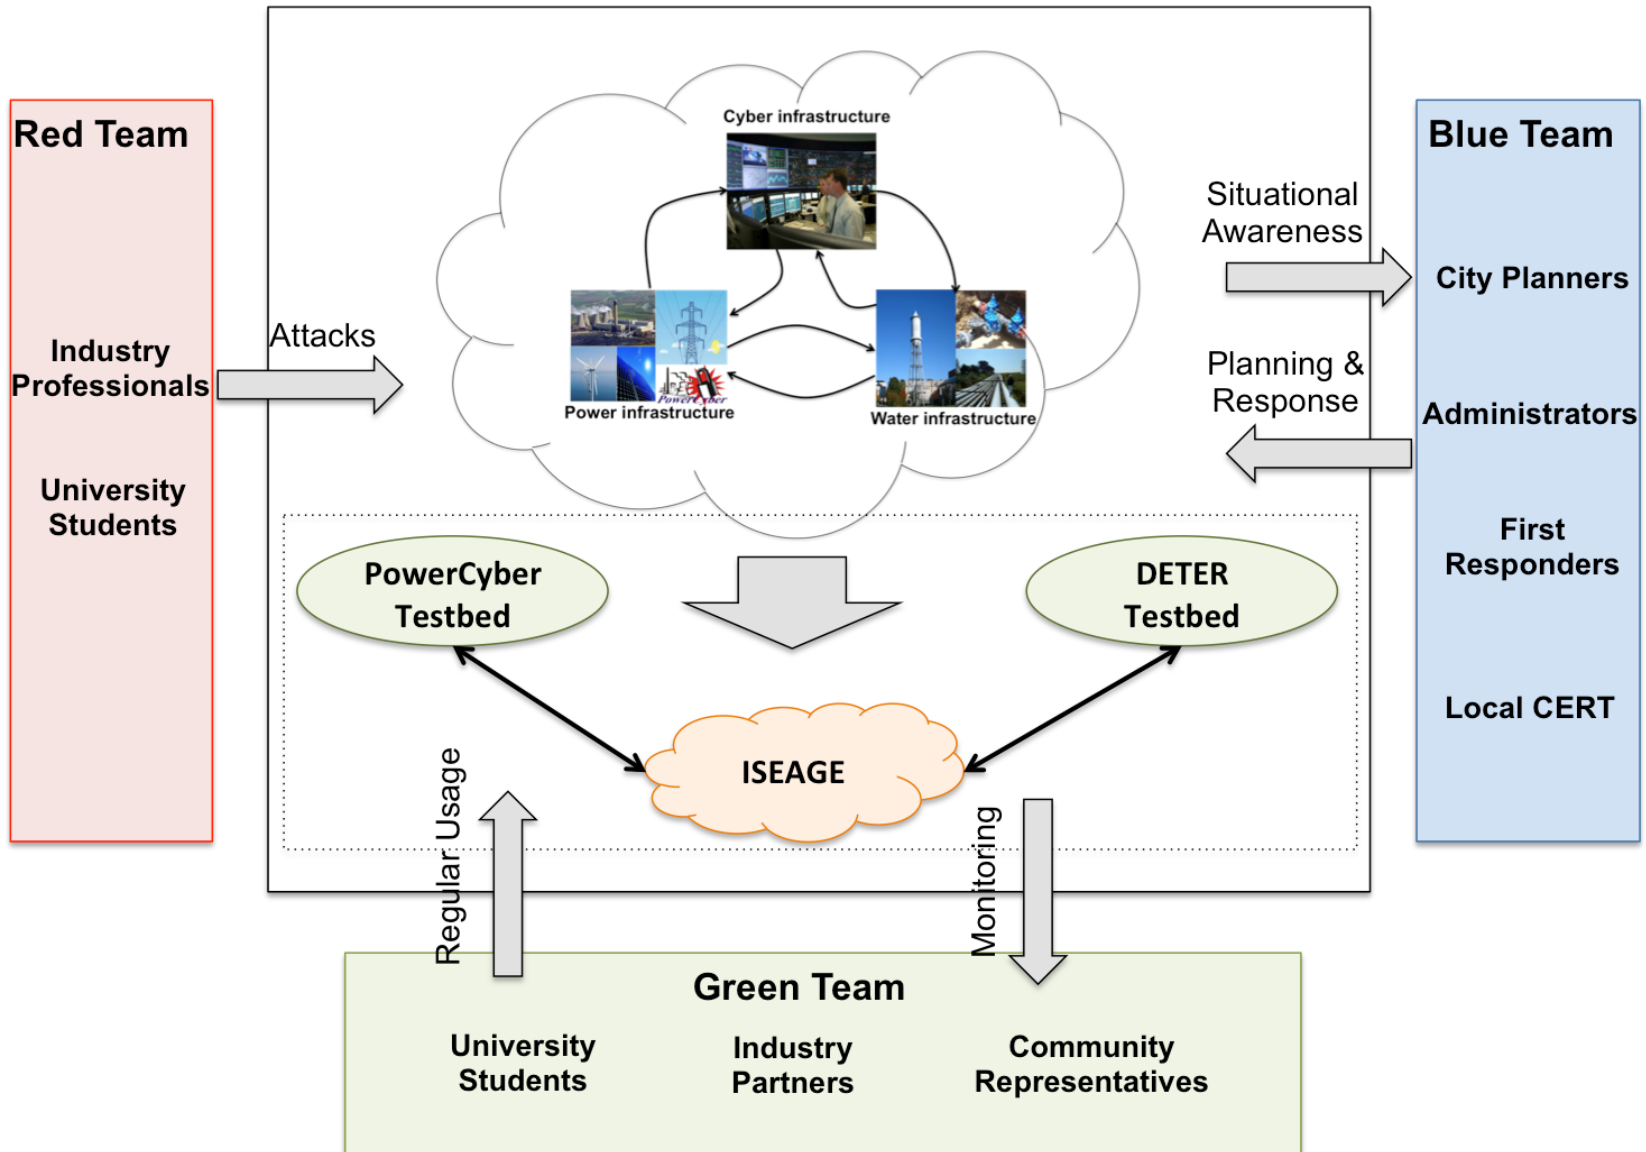 Red Team
Industry
Professionals
University
Students
Attacks
Cyber infrastructure
PowerCyber
Power infrastructure
Water infrastructure
Situational
Awareness
Planning &
Response
Blue Team
City Planners
Administrators
First
Responders
Local CERT
PowerCyber
Testbed
DETER
Testbed
ISEAGE
Regular Usage
Monitoring
Green Team
University
Students
Industry
Partners
Community
Representatives